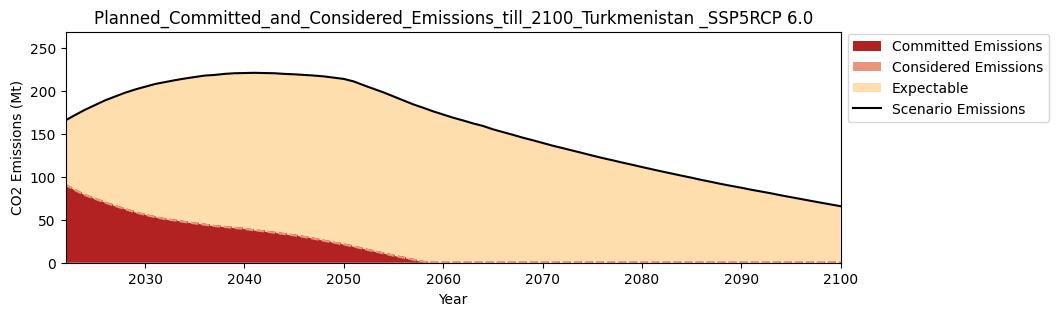 Planned_Committed_and_Considered_Emissions_till_2100_Turkmenistan _SSP5RCP 6.0
250
200
150
100
50
0
CO2 Emissions (Mt)
2030 2040 2050 2060 2070 2080 2090 2100
Year
Committed Emissions
Considered Emissions
Expectable
Scenario Emissions